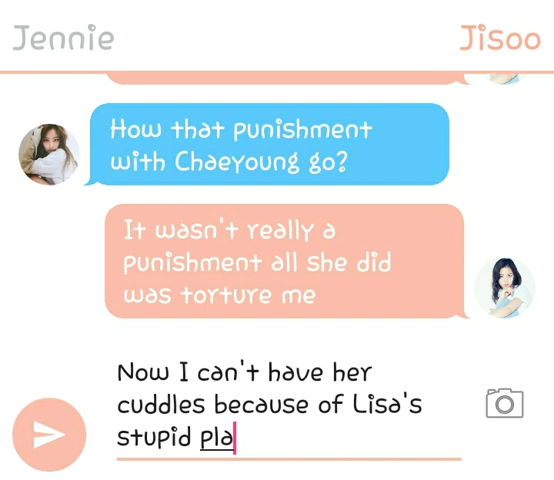 Jennie
Jisoo
How that punishment
with Chaeyoung go?
It wasn't really a
punishment all she did
was torture me
Now I can't have her
cuddles because of Lisa's
stupid pla